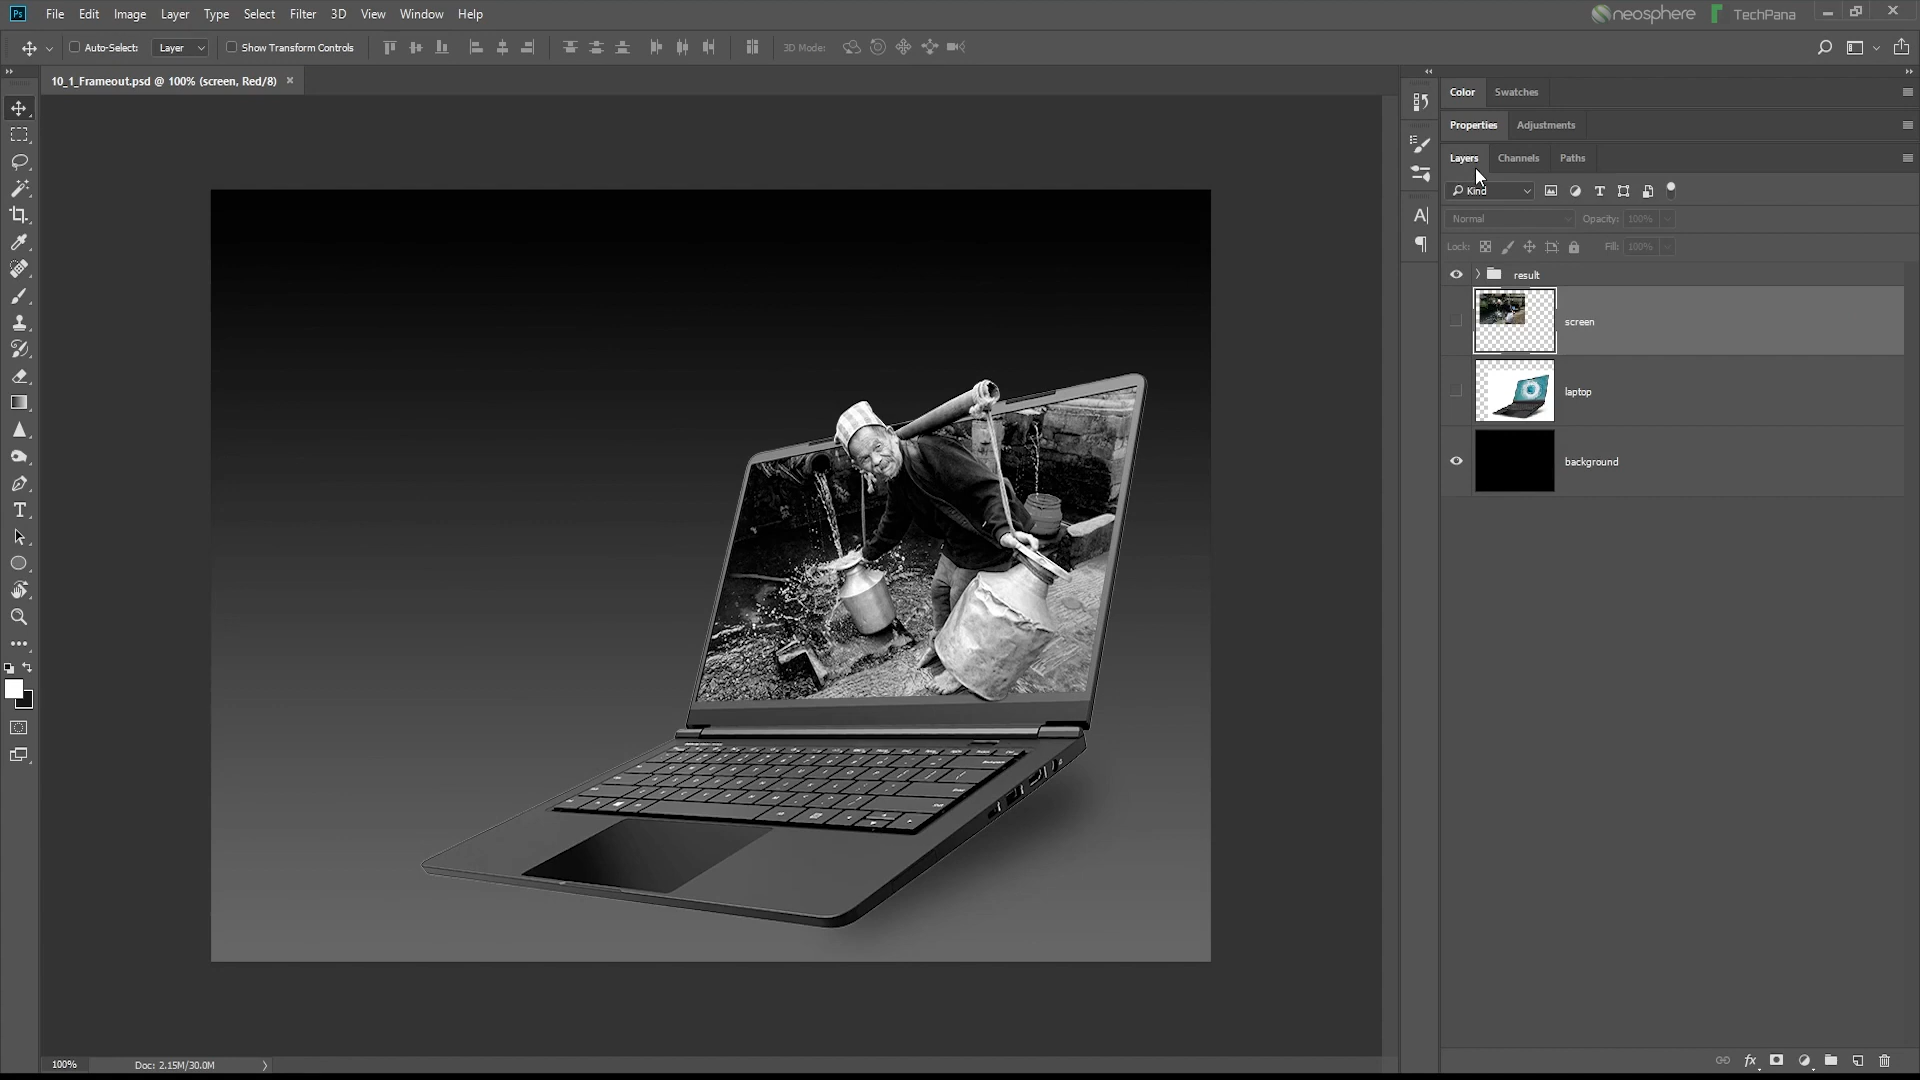 Ps File Edit Image Layer Type Select Filter 3D View Window Help
neosphere TechPana
Auto-Select: Layer Show Transform Controls 3D Mode:
10_1_Frameout.psd @ 100% (screen, Red/8) ×
Color Swatches
Properties Adjustments
Layers Channels Paths
Kind
Normal Opacity: 100%
Lock: Fill: 100%
result
screen
laptop
background
100% Doc: 2.15M/30.0M
fx